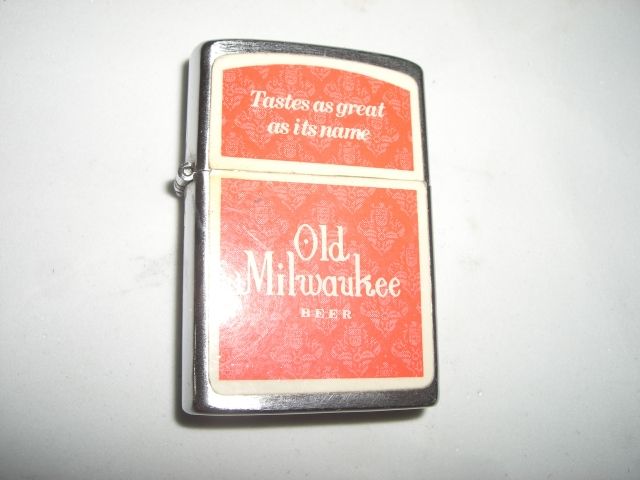 Tastes as great
as its name
Old
Milwaukee
BEER